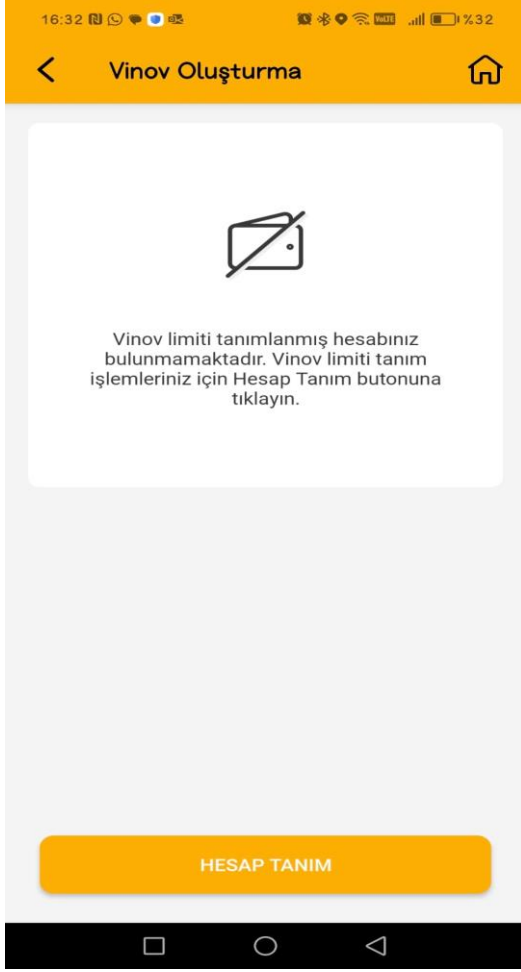 16:32 VoLTE %32
Vinov Oluşturma
Vinov limiti tanımlanmış hesabınız
bulunmamaktadır. Vinov limiti tanım
işlemleriniz için Hesap Tanım butonuna
tıklayın.
HESAP TANIM